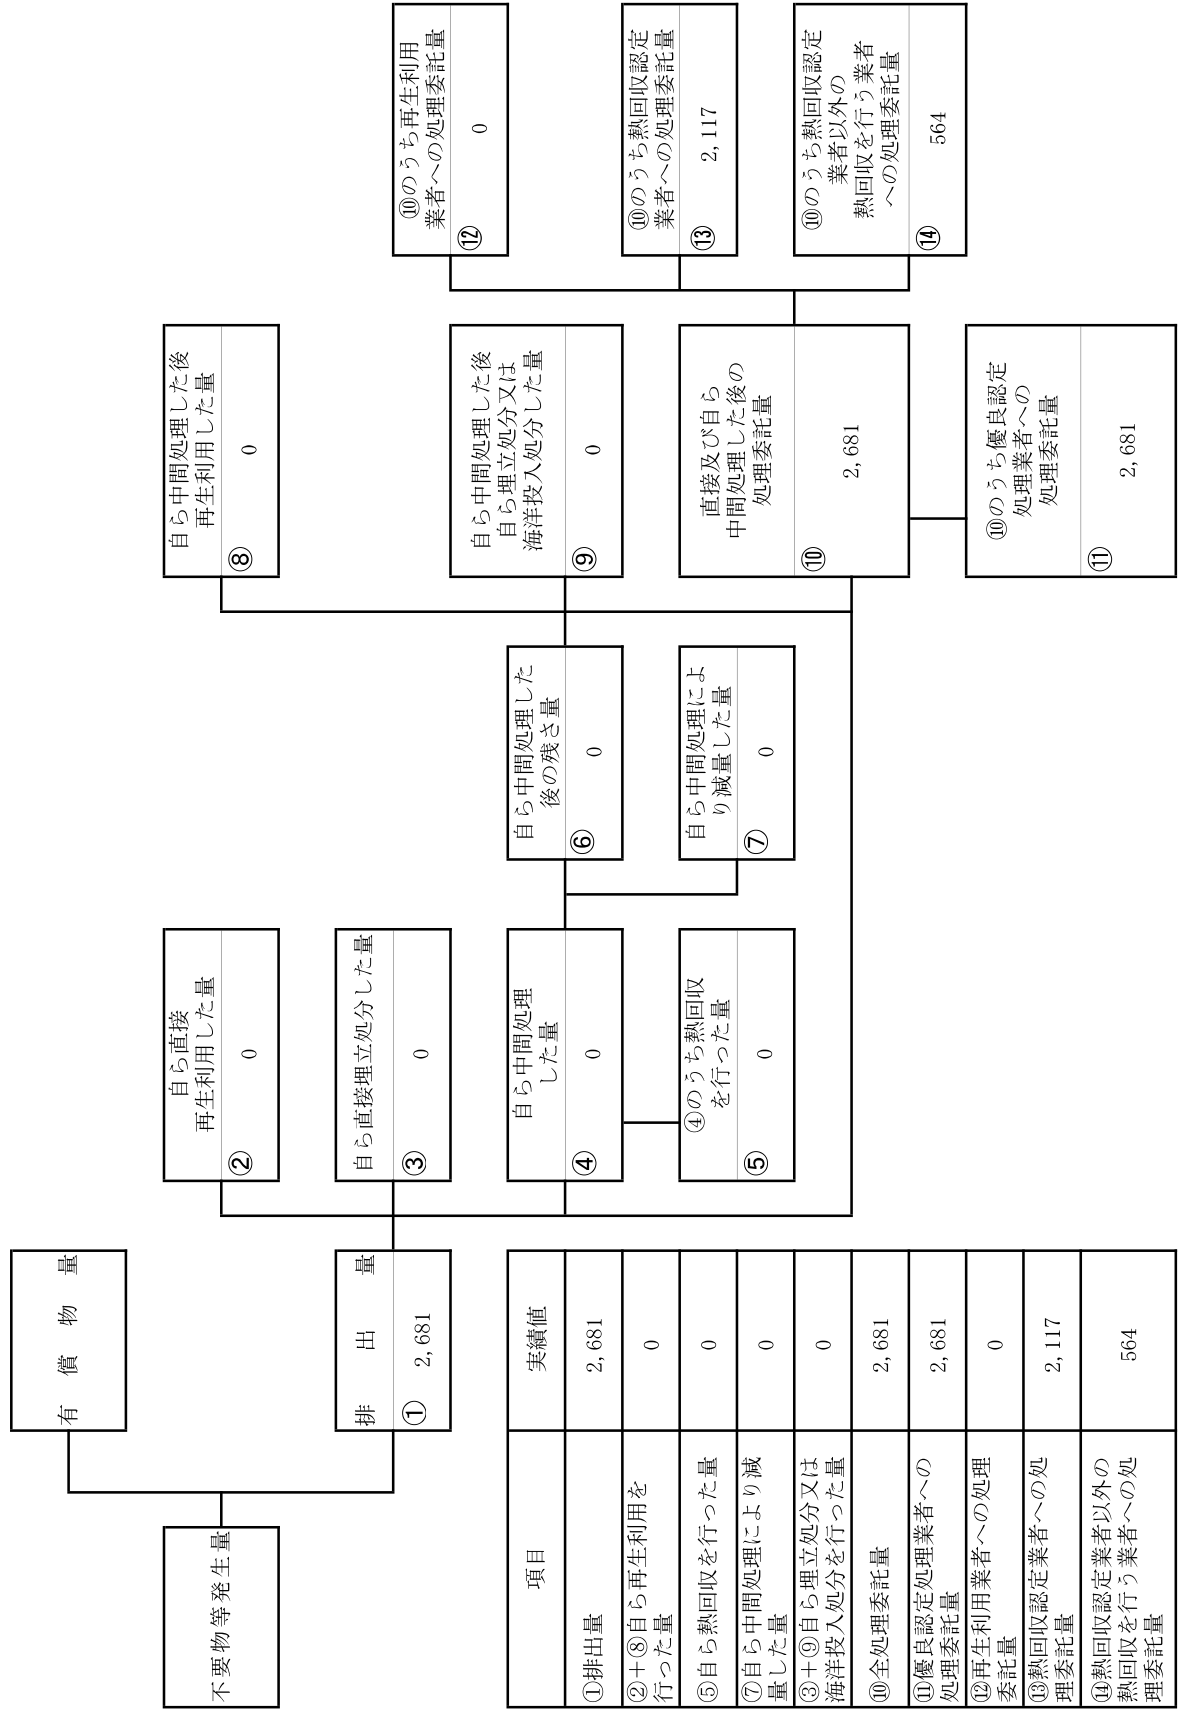 不要物等発生量
有償物量
排出量
① 2,681
自ら直接
再生利用した量
② 0
自ら直接埋立処分した量
③ 0
自ら中間処理
した量
④ 0
④のうち熱回収
を行った量
⑤ 0
自ら中間処理した
後の残さ量
⑥ 0
自ら中間処理によ
り減量した量
⑦ 0
自ら中間処理した後
再生利用した量
⑧ 0
自ら中間処理した後
自ら埋立処分又は
海洋投入処分した量
⑨ 0
直接及び自ら
中間処理した後の
処理委託量
⑩ 2,681
⑩のうち優良認定
処理業者への
処理委託量
⑪ 2,681
⑩のうち再生利用
業者への処理委託量
⑫ 0
⑩のうち熱回収認定
業者への処理委託量
⑬ 2,117
⑩のうち熱回収認定
業者以外の
熱回収を行う業者
への処理委託量
⑭ 564
項目 実績値
①排出量 2,681
②+⑧自ら再生利用を
行った量 0
⑤自ら熱回収を行った量 0
⑦自ら中間処理により減
量した量 0
③+⑨自ら埋立処分又は
海洋投入処分を行った量 0
⑩全処理委託量 2,681
⑪優良認定処理業者への
処理委託量 2,681
⑫再生利用業者への処理
委託量 0
⑬熱回収認定業者への処
理委託量 2,117
⑭熱回収認定業者以外の
熱回収を行う業者への処
理委託量 564